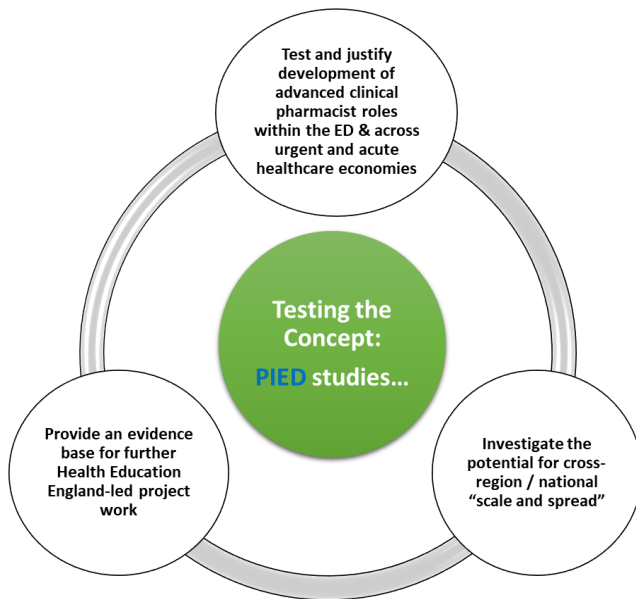 Test and justify
development of
advanced clinical
pharmacist roles
within the ED & across
urgent and acute
healthcare economies
Testing the
Concept:
PIED studies...
Provide an evidence
base for further
Health Education
England-led project
work
Investigate the
potential for cross-
region / national
“scale and spread”